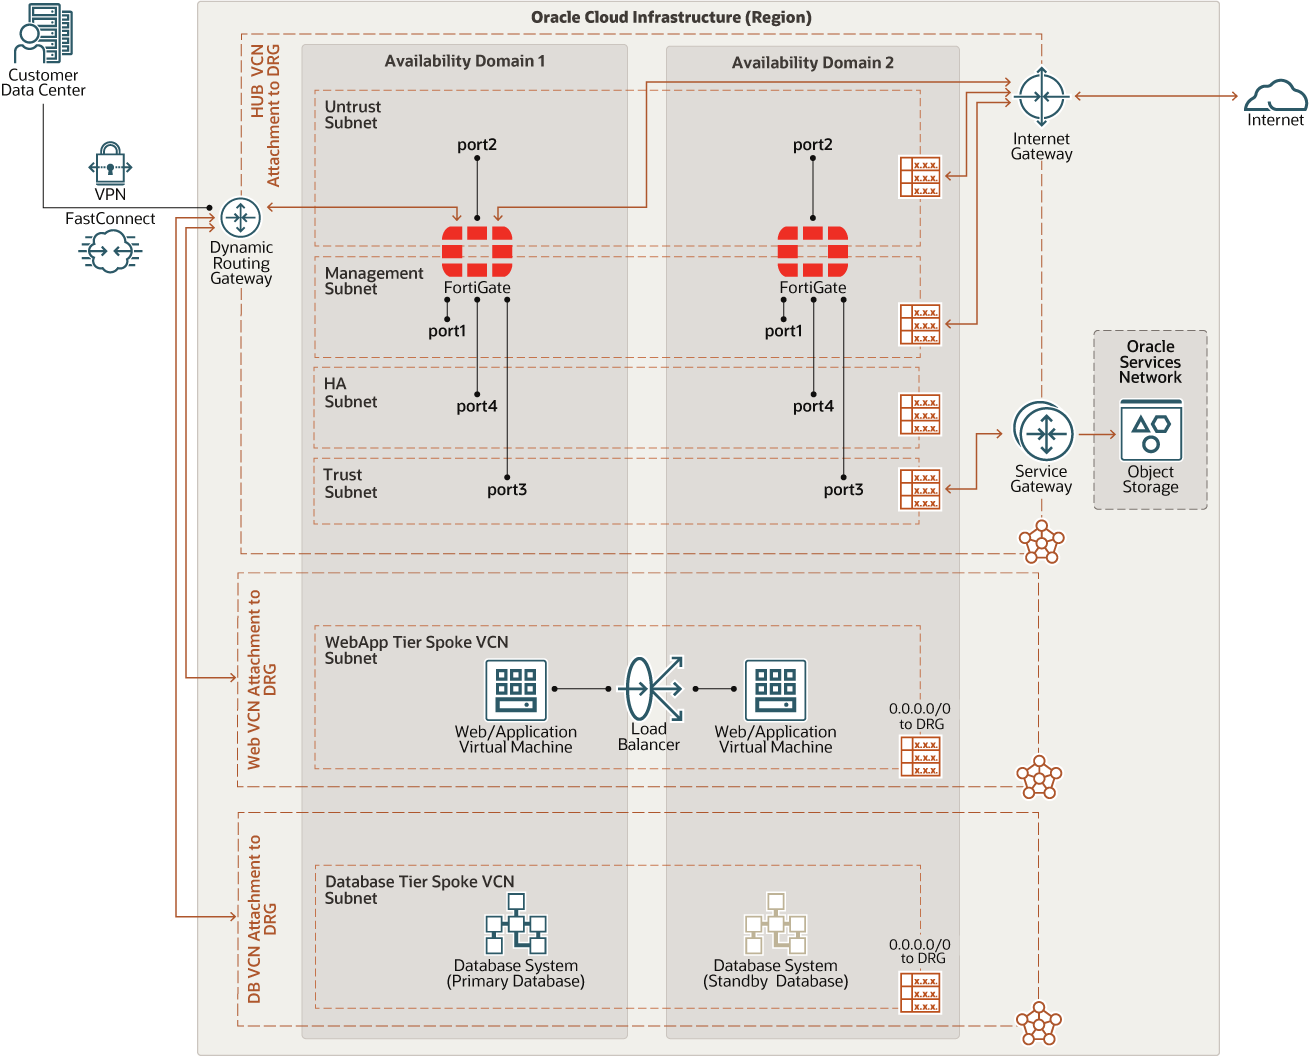 Oracle Cloud Infrastructure (Region)
Customer
Data Center
VPN
FastConnect
Dynamic
Routing
Gateway
HUB VCN
Attachment to DRG
Availability Domain 1
Availability Domain 2
Untrust
Subnet
port2
port2
x.x.x.
x.x.x.
x.x.x.
Internet
Gateway
Internet
Management
Subnet
FortiGate
FortiGate
port1
port1
x.x.x.
x.x.x.
x.x.x.
HA
Subnet
port4
port4
x.x.x.
x.x.x.
x.x.x.
Trust
Subnet
port3
port3
x.x.x.
x.x.x.
x.x.x.
Service
Gateway
Oracle
Services
Network
Object
Storage
Web VCN Attachment to
DRG
WebApp Tier Spoke VCN
Subnet
Web/Application
Virtual Machine
Load
Balancer
Web/Application
Virtual Machine
0.0.0.0/0
to DRG
x.x.x.
x.x.x.
x.x.x.
DB VCN Attachment to
DRG
Database Tier Spoke VCN
Subnet
Database System
(Primary Database)
Database System
(Standby Database)
0.0.0.0/0
to DRG
x.x.x.
x.x.x.
x.x.x.